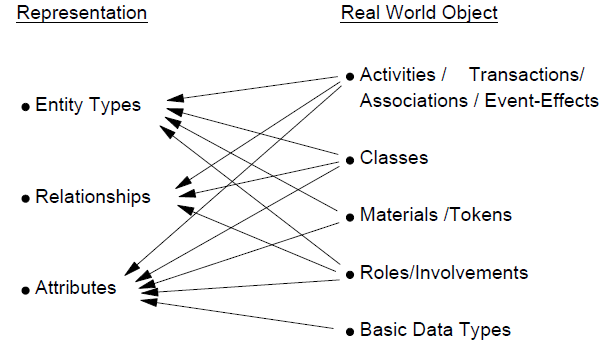 Representation
Real World Object
● Activities / Transactions/
Associations / Event-Effects
● Entity Types
● Classes
● Relationships
● Materials /Tokens
● Roles/Involvements
● Attributes
● Basic Data Types